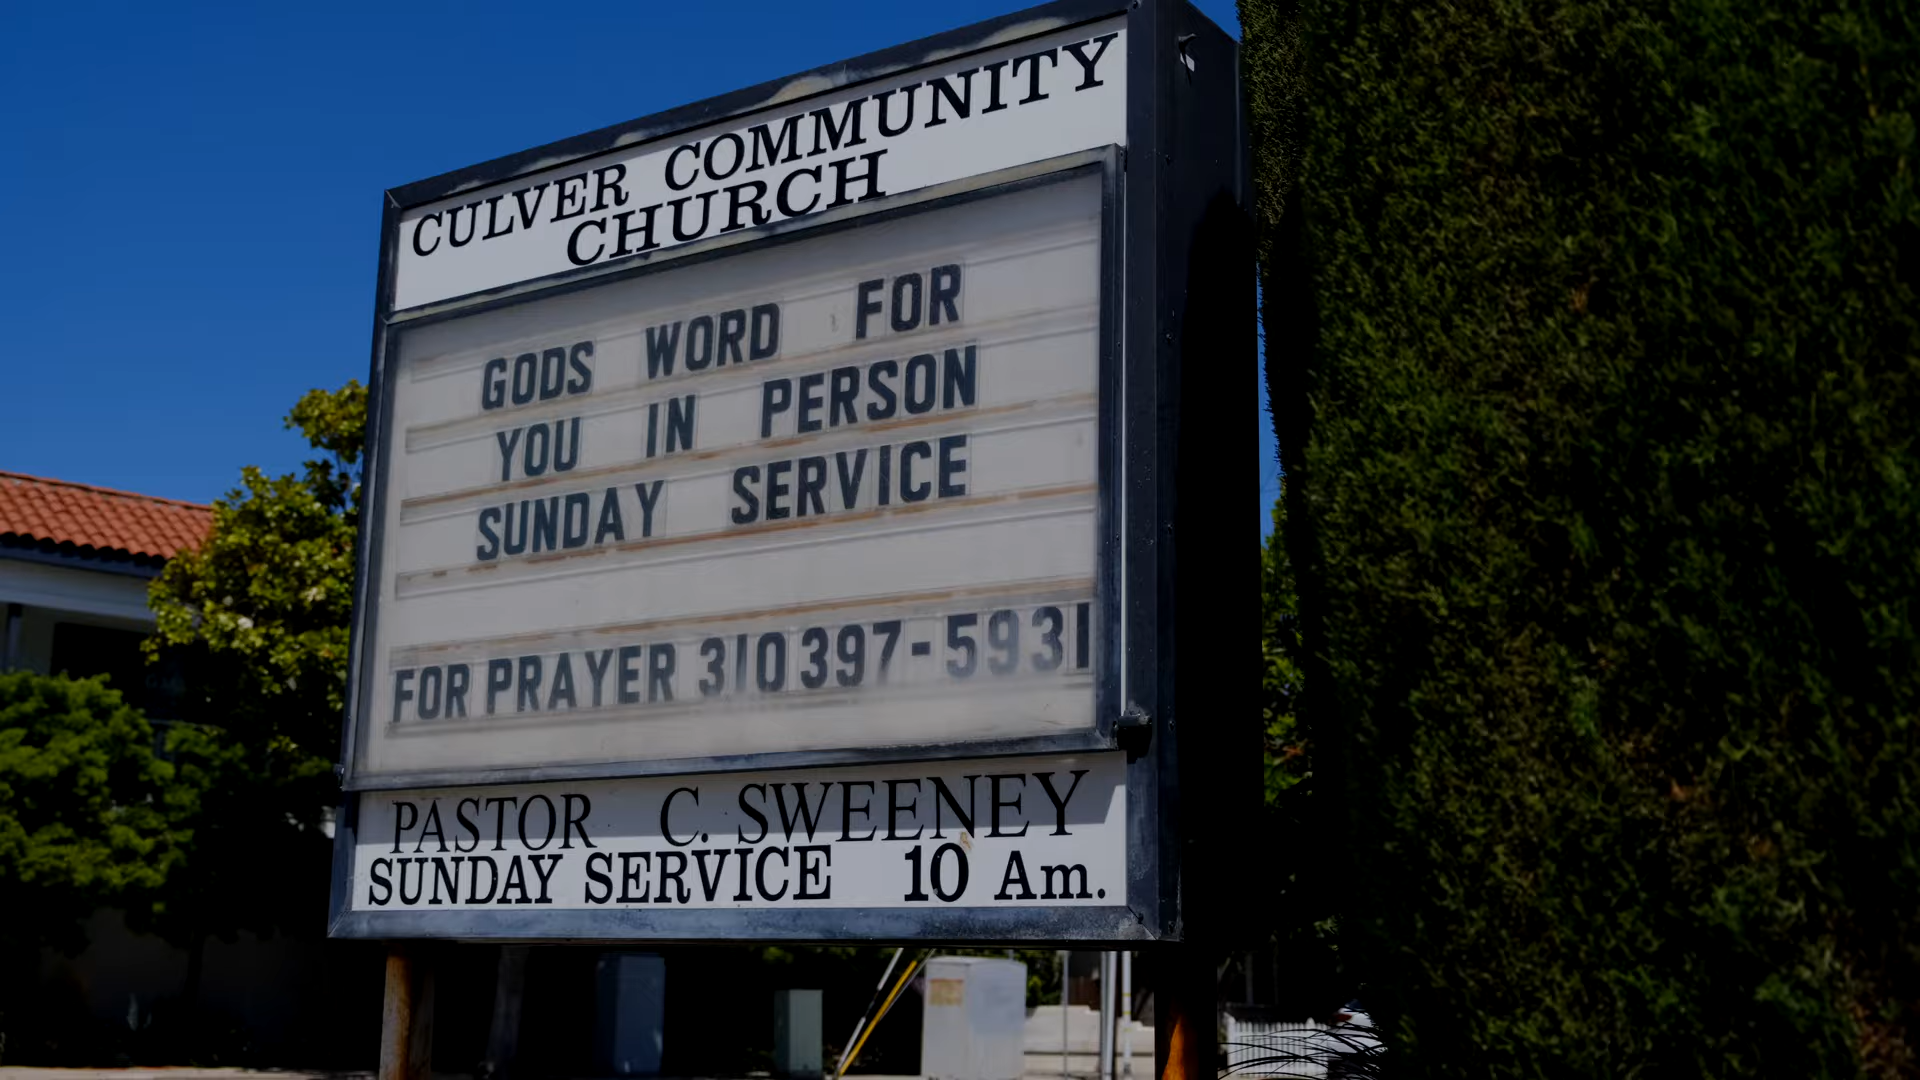 CULVER COMMUNITY
CHURCH
GODS WORD FOR
YOU IN PERSON
SUNDAY SERVICE
FOR PRAYER 310 397-5931
PASTOR C. SWEENEY
SUNDAY SERVICE 10 Am.